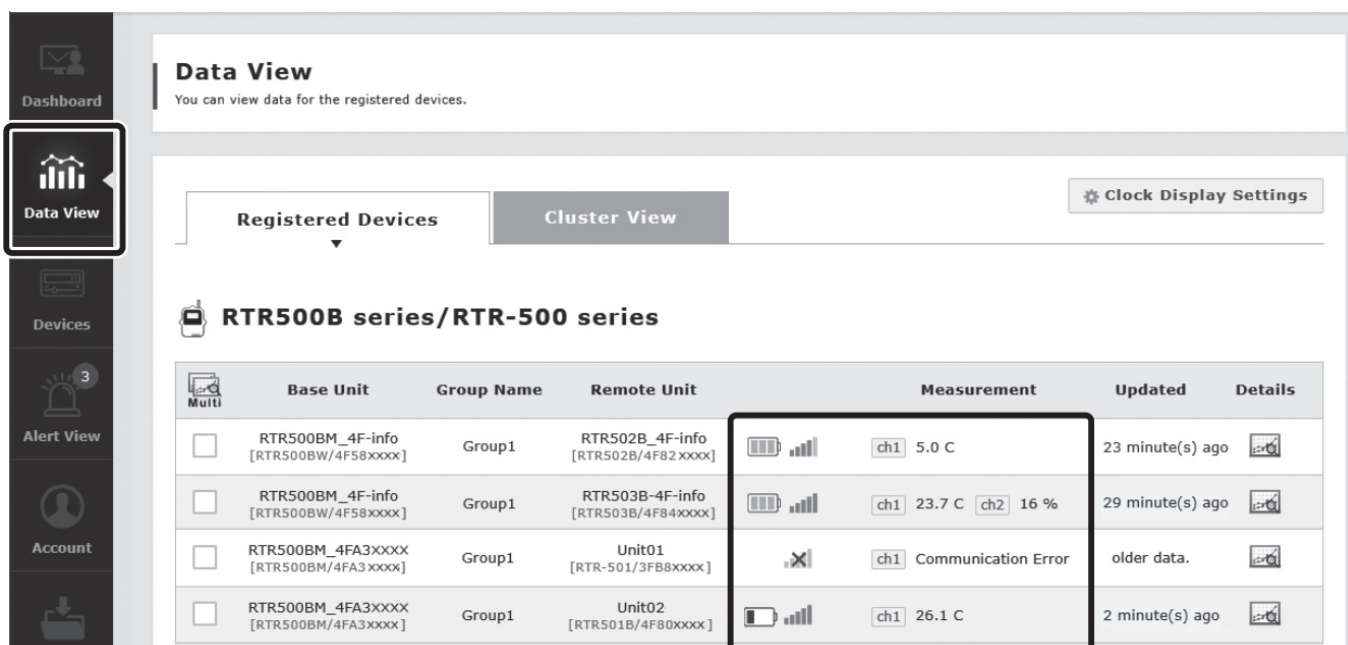 Dashboard
Data View
Devices
3
Alert View
Account
Data View
You can view data for the registered devices.
Registered Devices
Cluster View
Clock Display Settings
RTR500B series/RTR-500 series
Multi Base Unit Group Name Remote Unit Measurement Updated Details
RTR500BM_4F-info Group1 RTR502B_4F-info ch1 5.0 C 23 minute(s) ago
[RTR500BW/4F58xxxx] [RTR502B/4F82xxxx]
RTR500BM_4F-info Group1 RTR503B-4F-info ch1 23.7 C ch2 16 % 29 minute(s) ago
[RTR500BW/4F58xxxx] [RTR503B/4F84xxxx]
RTR500BM_4FA3XXXX Group1 Unit01 ch1 Communication Error older data.
[RTR500BM/4FA3xxxx] [RTR-501/3FB8xxxx]
RTR500BM_4FA3XXXX Group1 Unit02 ch1 26.1 C 2 minute(s) ago
[RTR500BM/4FA3xxxx] [RTR501B/4F80xxxx]